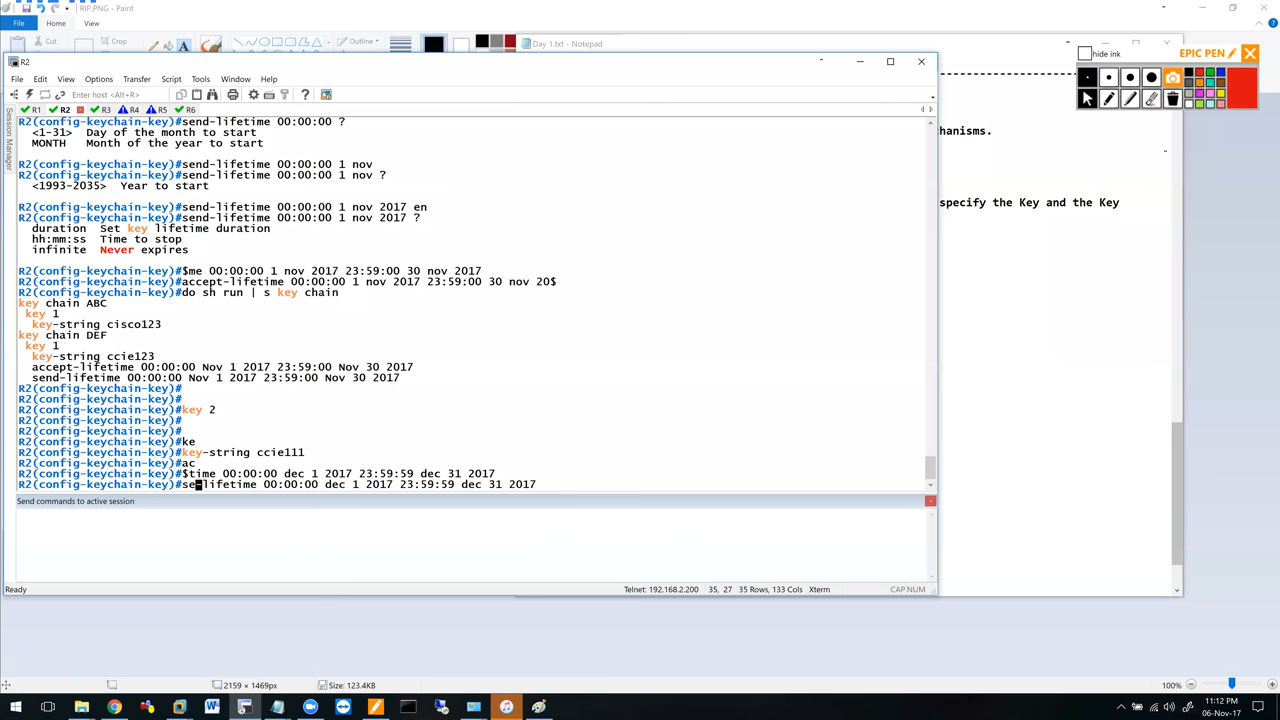 RIP.PNG - Paint
File Home View
Cut Crop A Outline
Day 1.txt - Notepad
hide ink EPIC PEN
R2
File Edit View Options Transfer Script Tools Window Help
Enter host <Alt+R>
R1 R2 R3 R4 R5 R6
Session Manager
R2(config-keychain-key)#send-lifetime 00:00:00 ?
<1-31> Day of the month to start
MONTH Month of the year to start
R2(config-keychain-key)#send-lifetime 00:00:00 1 nov
R2(config-keychain-key)#send-lifetime 00:00:00 1 nov ?
<1993-2035> Year to start
R2(config-keychain-key)#send-lifetime 00:00:00 1 nov 2017 en
R2(config-keychain-key)#send-lifetime 00:00:00 1 nov 2017 ?
duration Set key lifetime duration
hh:mm:ss Time to stop
infinite Never expires
R2(config-keychain-key)#$me 00:00:00 1 nov 2017 23:59:00 30 nov 2017
R2(config-keychain-key)#accept-lifetime 00:00:00 1 nov 2017 23:59:00 30 nov 20$
R2(config-keychain-key)#do sh run | s key chain
key chain ABC
key 1
key-string cisco123
key chain DEF
key 1
key-string ccie123
accept-lifetime 00:00:00 Nov 1 2017 23:59:00 Nov 30 2017
send-lifetime 00:00:00 Nov 1 2017 23:59:00 Nov 30 2017
R2(config-keychain-key)#
R2(config-keychain-key)#
R2(config-keychain-key)#key 2
R2(config-keychain-key)#
R2(config-keychain-key)#
R2(config-keychain-key)#ke
R2(config-keychain-key)#key-string ccie111
R2(config-keychain-key)#ac
R2(config-keychain-key)#$time 00:00:00 dec 1 2017 23:59:59 dec 31 2017
R2(config-keychain-key)#se-lifetime 00:00:00 dec 1 2017 23:59:59 dec 31 2017
hanisms.
specify the Key and the Key
Send commands to active session
Ready Telnet: 192.168.2.200 35, 27 35 Rows, 133 Cols Xterm CAP NUM
2159 × 1469px Size: 123.4KB 100%
11:12 PM
06-Nov-17